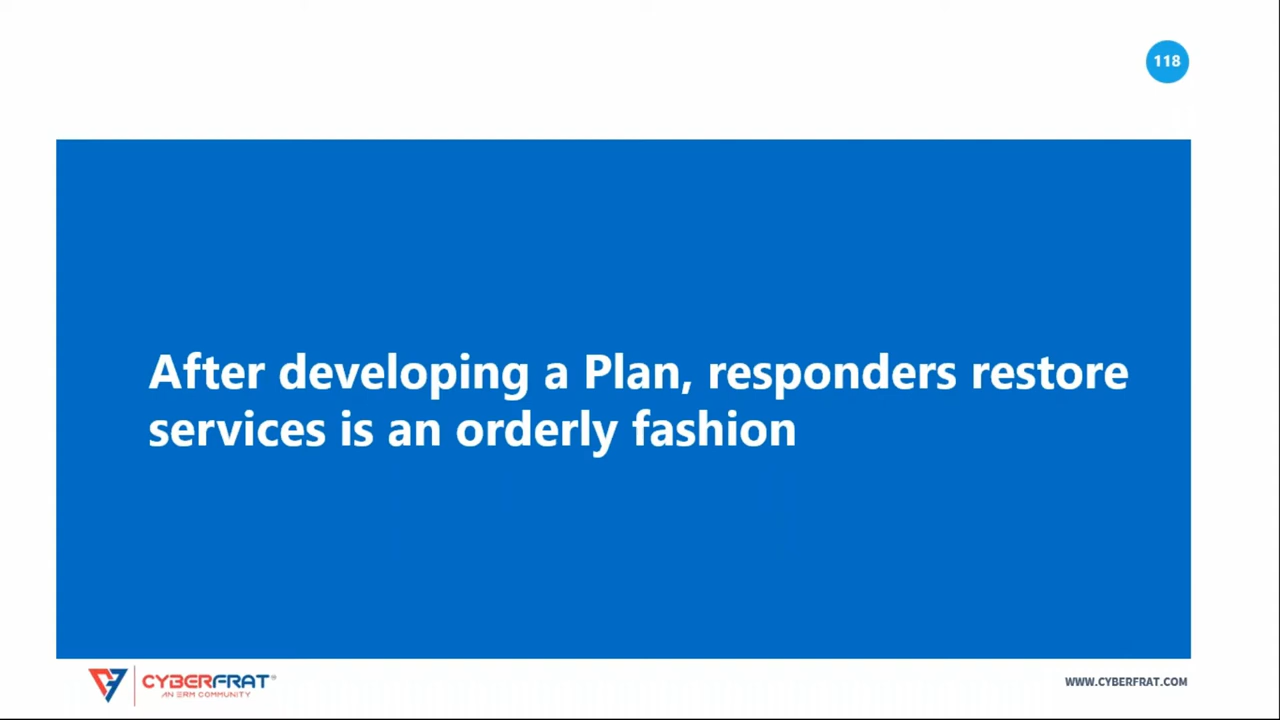 118
After developing a Plan, responders restore
services is an orderly fashion
CYBERFRAT®
AN ERM COMMUNITY
WWW.CYBERFRAT.COM